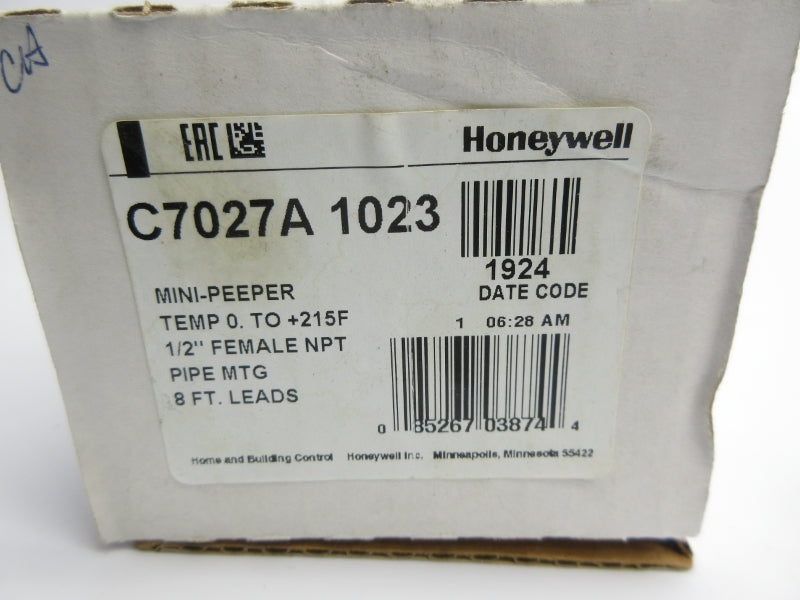 EAC
Honeywell
C7027A 1023
1924
DATE CODE
MINI-PEEPER
TEMP 0. TO +215F
1/2" FEMALE NPT
PIPE MTG
8 FT. LEADS
1 06:28 AM
0 85267 03874 4
Home and Building Control Honeywell Inc. Minneapolis, Minnesota 55422